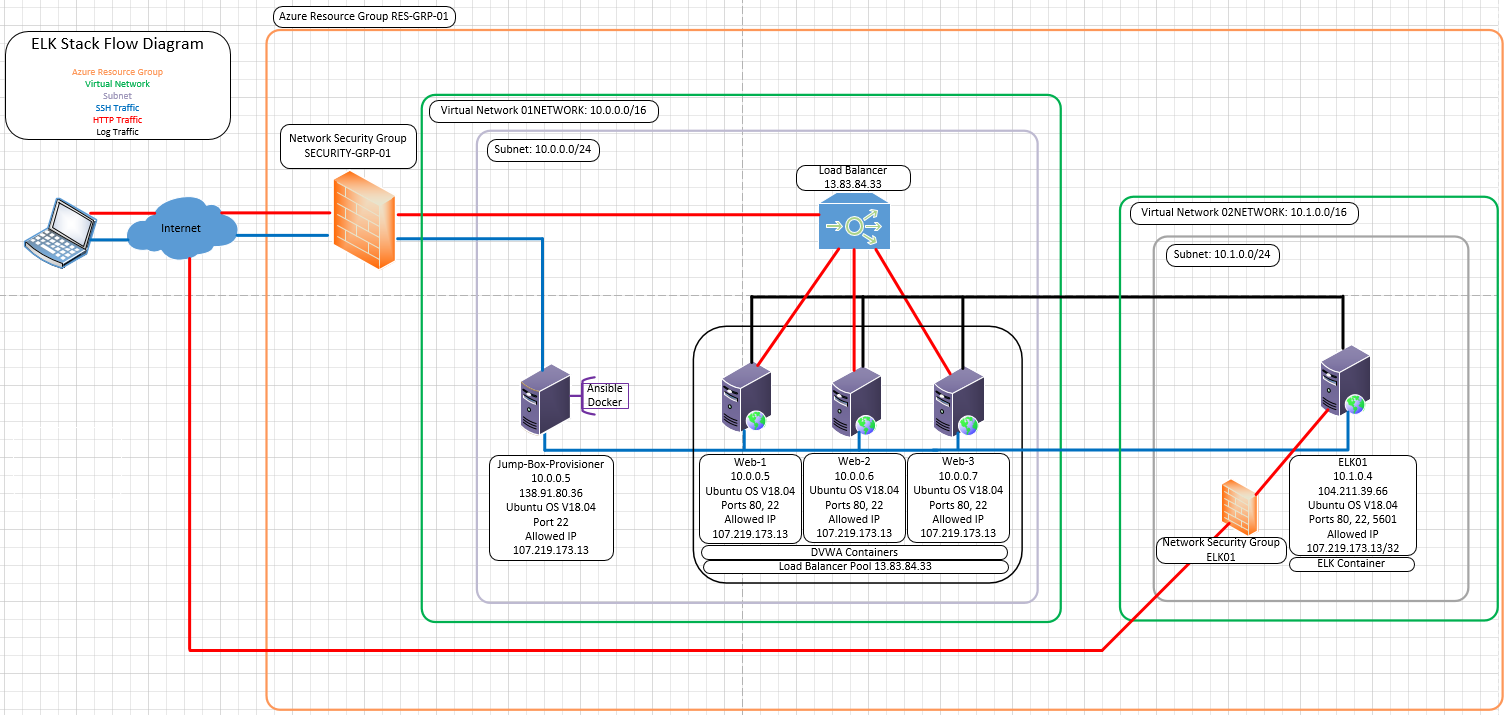 Azure Resource Group RES-GRP-01
ELK Stack Flow Diagram
Azure Resource Group
Virtual Network
Subnet
SSH Traffic
HTTP Traffic
Log Traffic
Network Security Group
SECURITY-GRP-01
Virtual Network 01NETWORK: 10.0.0.0/16
Subnet: 10.0.0.0/24
Load Balancer
13.83.84.33
Virtual Network 02NETWORK: 10.1.0.0/16
Subnet: 10.1.0.0/24
Internet
Ansible
Docker
Jump-Box-Provisioner
10.0.0.5
138.91.80.36
Ubuntu OS V18.04
Port 22
Allowed IP
107.219.173.13
Web-1
10.0.0.5
Ubuntu OS V18.04
Ports 80, 22
Allowed IP
107.219.173.13
Web-2
10.0.0.6
Ubuntu OS V18.04
Ports 80, 22
Allowed IP
107.219.173.13
Web-3
10.0.0.7
Ubuntu OS V18.04
Ports 80, 22
Allowed IP
107.219.173.13
DVWA Containers
Load Balancer Pool 13.83.84.33
Network Security Group
ELK01
ELK01
10.1.0.4
104.211.39.66
Ubuntu OS V18.04
Ports 80, 22, 5601
Allowed IP
107.219.173.13/32
ELK Container